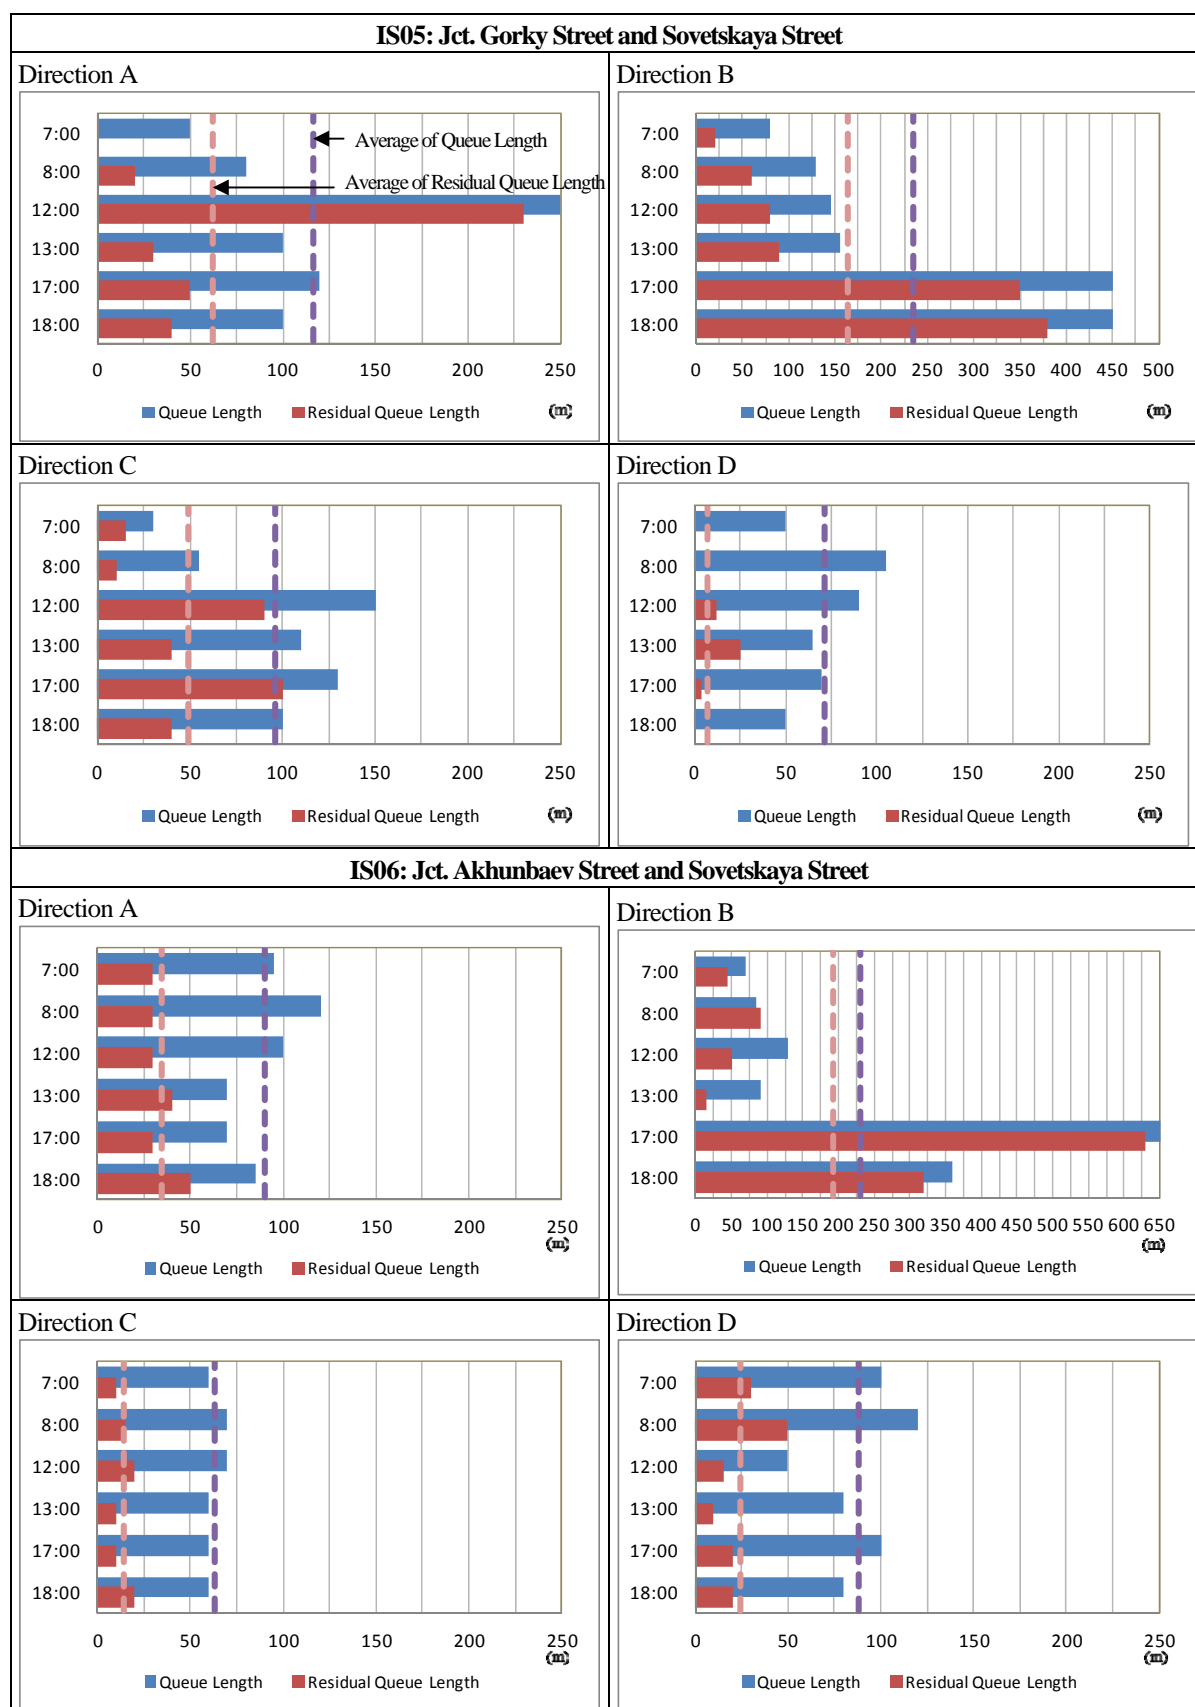 IS05: Jct. Gorky Street and Sovetskaya Street
Direction A
7:00
8:00
12:00
13:00
17:00
18:00
Average of Queue Length
Average of Residual Queue Length
0 50 100 150 200 250
Queue Length Residual Queue Length (m)
Direction B
7:00
8:00
12:00
13:00
17:00
18:00
0 50 100 150 200 250 300 350 400 450 500
Queue Length Residual Queue Length (m)
Direction C
7:00
8:00
12:00
13:00
17:00
18:00
0 50 100 150 200 250
Queue Length Residual Queue Length (m)
Direction D
7:00
8:00
12:00
13:00
17:00
18:00
0 50 100 150 200 250
Queue Length Residual Queue Length (m)
IS06: Jct. Akhunbaev Street and Sovetskaya Street
Direction A
7:00
8:00
12:00
13:00
17:00
18:00
0 50 100 150 200 250
(m)
Queue Length Residual Queue Length
Direction B
7:00
8:00
12:00
13:00
17:00
18:00
0 50 100 150 200 250 300 350 400 450 500 550 600 650
(m)
Queue Length Residual Queue Length
Direction C
7:00
8:00
12:00
13:00
17:00
18:00
0 50 100 150 200 250
(m)
Queue Length Residual Queue Length
Direction D
7:00
8:00
12:00
13:00
17:00
18:00
0 50 100 150 200 250
(m)
Queue Length Residual Queue Length